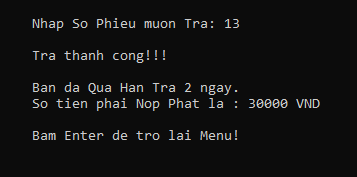 Nhap So Phieu muon Tra: 13
Tra thanh cong!!!
Ban da Qua Han Tra 2 ngay.
So tien phai Nop Phat la : 30000 VND
Bam Enter de tro lai Menu!